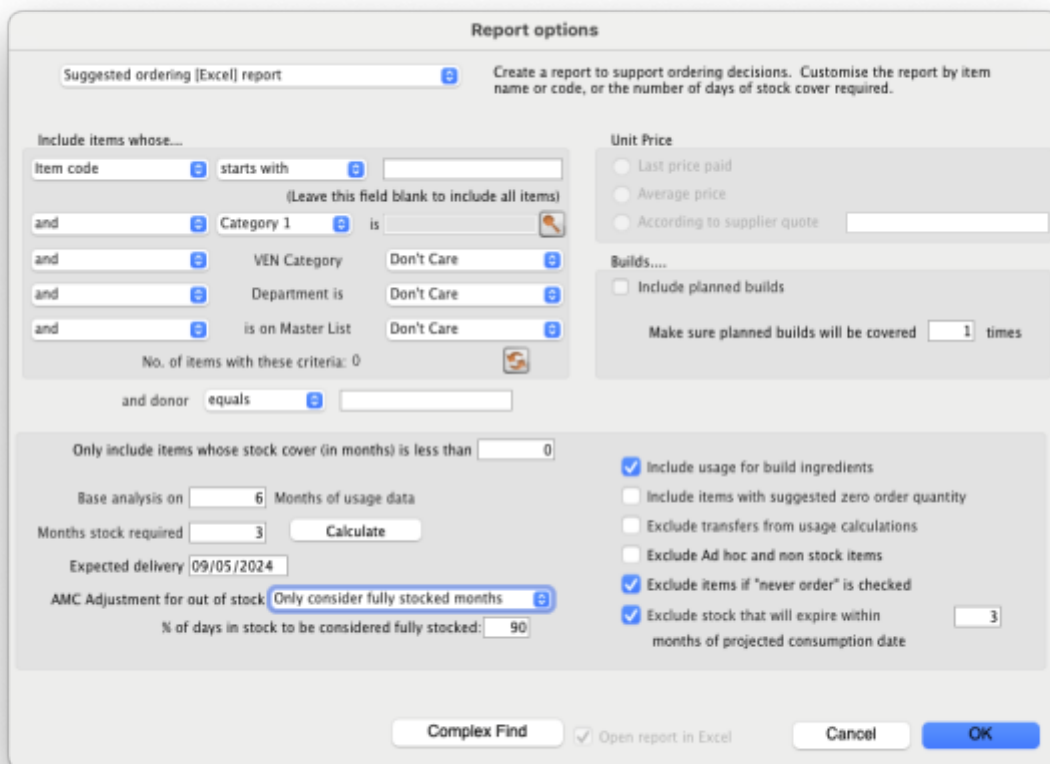 Report options
Suggested ordering [Excel] report
Create a report to support ordering decisions. Customise the report by item
name or code, or the number of days of stock cover required.
Include items whose....
Item code starts with
(Leave this field blank to include all items)
and Category 1 is
and VEN Category Don't Care
and Department is Don't Care
and is on Master List Don't Care
No. of items with these criteria: 0
and donor equals
Unit Price
Last price paid
Average price
According to supplier quote
Builds....
Include planned builds
Make sure planned builds will be covered 1 times
Only include items whose stock cover (in months) is less than 0
Base analysis on 6 Months of usage data
Months stock required 3 Calculate
Expected delivery 09/05/2024
AMC Adjustment for out of stock Only consider fully stocked months
% of days in stock to be considered fully stocked: 90
Include usage for build ingredients
Include items with suggested zero order quantity
Exclude transfers from usage calculations
Exclude Ad hoc and non stock items
Exclude items if "never order" is checked
Exclude stock that will expire within 3
months of projected consumption date
Complex Find Open report in Excel Cancel OK